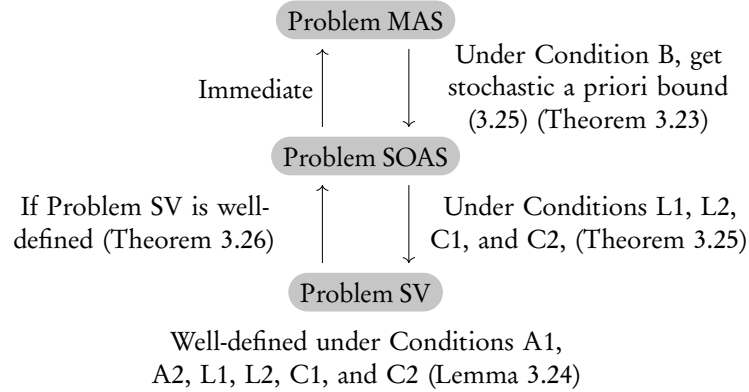 Problem MAS
Immediate
Under Condition B, get
stochastic a priori bound
(3.25) (Theorem 3.23)
Problem SOAS
If Problem SV is well-
defined (Theorem 3.26)
Under Conditions L1, L2,
C1, and C2, (Theorem 3.25)
Problem SV
Well-defined under Conditions A1,
A2, L1, L2, C1, and C2 (Lemma 3.24)